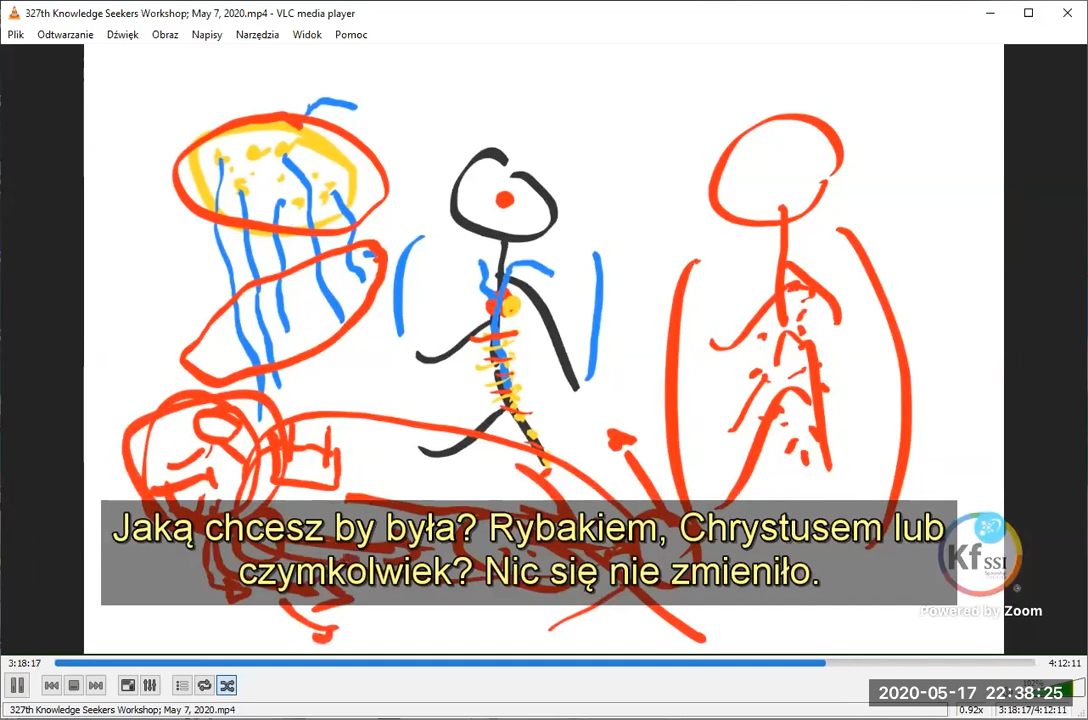 327th Knowledge Seekers Workshop; May 7, 2020.mp4 - VLC media player
Plik Odtwarzanie Dźwięk Obraz Napisy Narzędzia Widok Pomoc
Jaką chcesz by była? Rybakiem, Chrystusem lub
czymkolwiek? Nic się nie zmieniło.
Kf SSI
Powered by Zoom
3:18:17 4:12:11
2020-05-17 22:38:25
327th Knowledge Seekers Workshop; May 7, 2020.mp4 0.92x 3:18:17/4:12:11